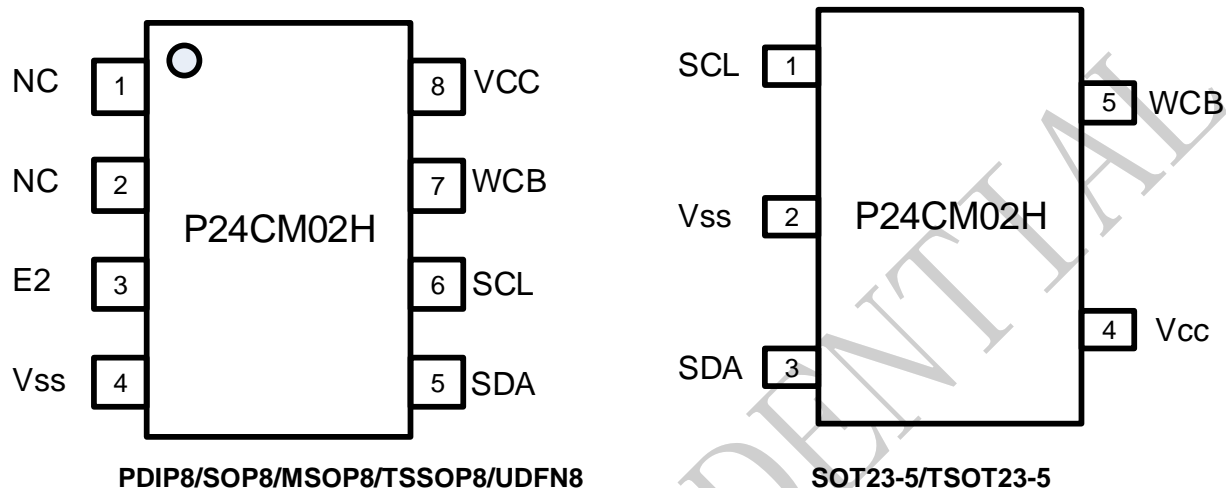 NC 1 8 VCC
NC 2 7 WCB
P24CM02H
E2 3 6 SCL
Vss 4 5 SDA
PDIP8/SOP8/MSOP8/TSSOP8/UDFN8
SCL 1
5 WCB
Vss 2 P24CM02H
4 Vcc
SDA 3
SOT23-5/TSOT23-5
DENTIAL